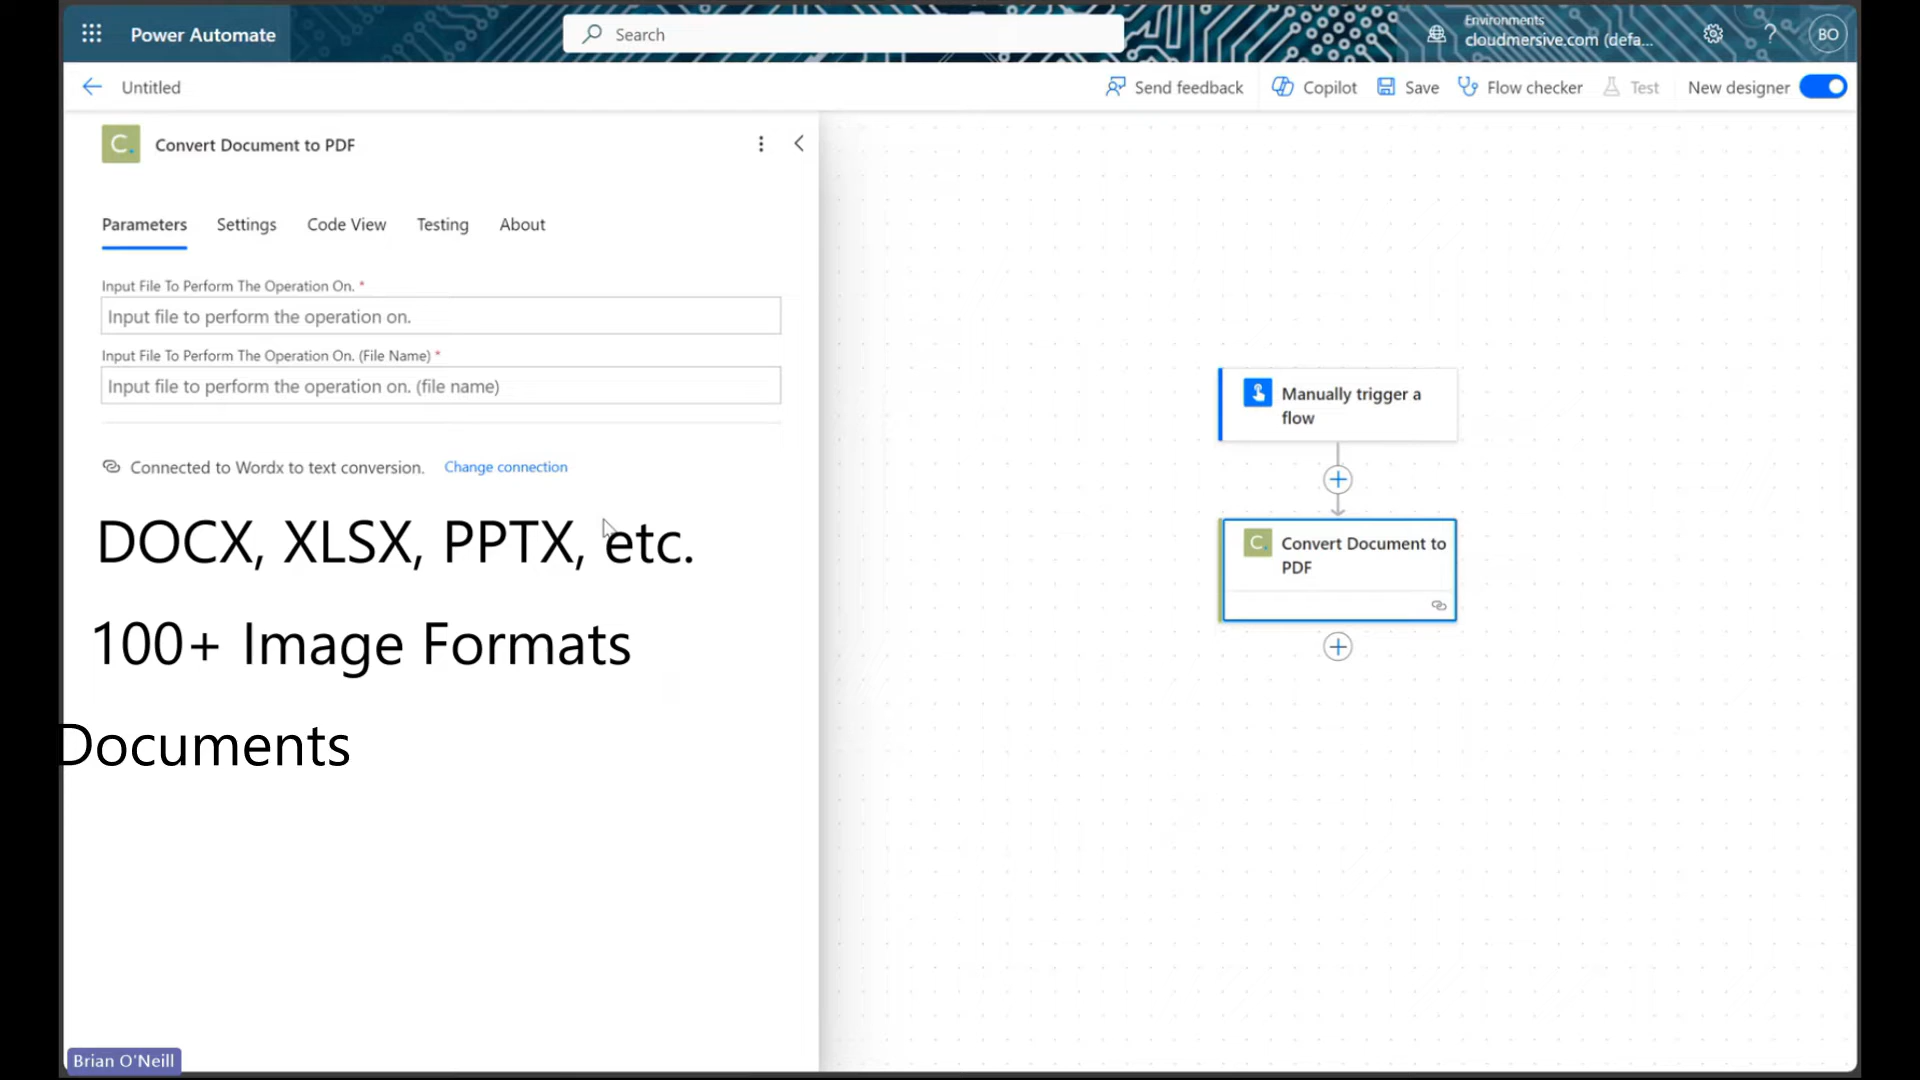 Power Automate
Search
Environments
cloudmersive.com (defa...
BO
Untitled
Send feedback
Copilot
Save
Flow checker
Test
New designer
C.
Convert Document to PDF
Parameters
Settings
Code View
Testing
About
Input File To Perform The Operation On. *
Input file to perform the operation on.
Input File To Perform The Operation On. (File Name) *
Input file to perform the operation on. (file name)
Connected to Wordx to text conversion.
Change connection
DOCX, XLSX, PPTX, etc.
100+ Image Formats
Documents
Manually trigger a
flow
C.
Convert Document to
PDF
Brian O'Neill